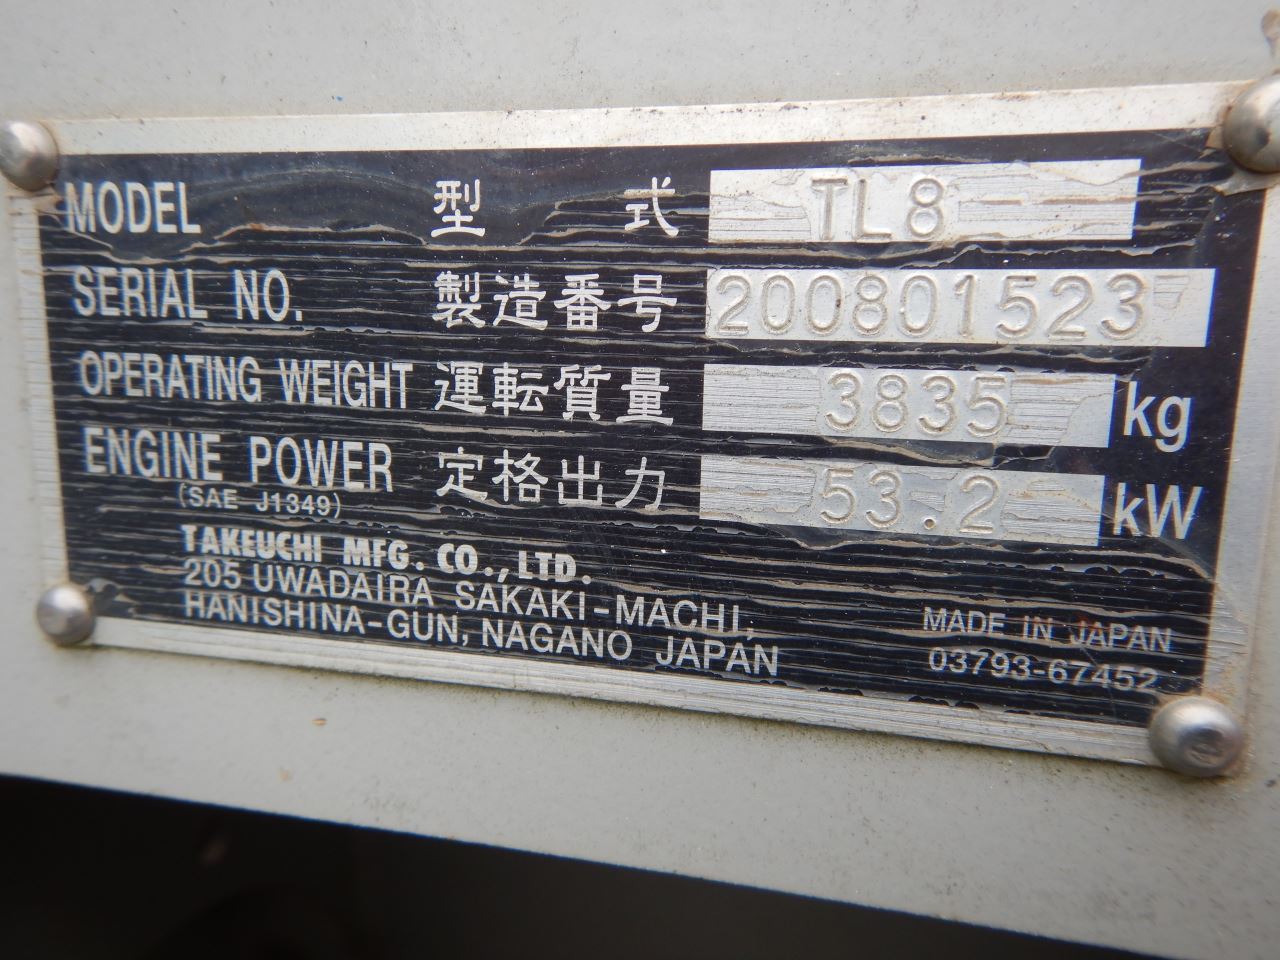 MODEL 型 式 TL8
SERIAL NO. 製造番号 200801523
OPERATING WEIGHT 運転質量 3835 kg
ENGINE POWER 定格出力 53.2 kW
(SAE J1349)
TAKEUCHI MFG. CO., LTD.
205 UWADAIRA SAKAKI-MACHI,
HANISHINA-GUN, NAGANO JAPAN
MADE IN JAPAN
03793-67452